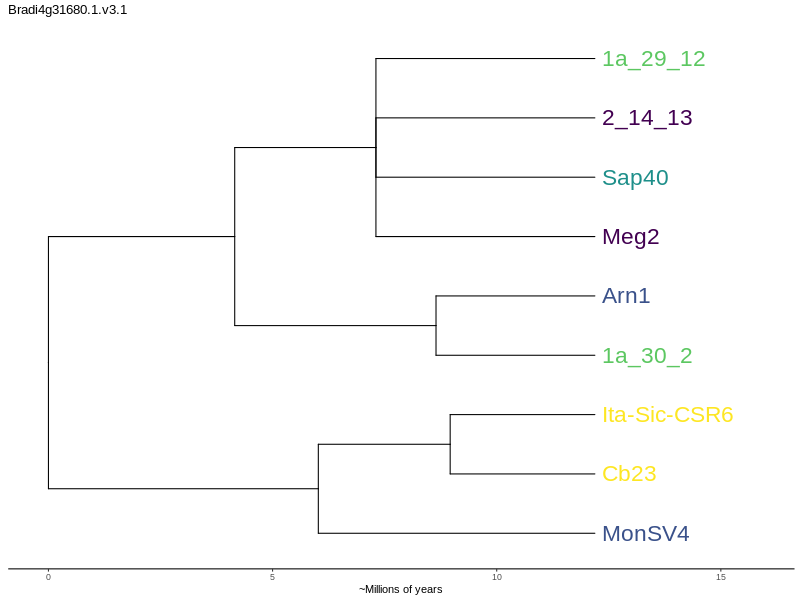 Bradi4g31680.1.v3.1
1a_29_12
2_14_13
Sap40
Meg2
Arn1
1a_30_2
Ita-Sic-CSR6
Cb23
MonSV4
0 5 10 15
~Millions of years